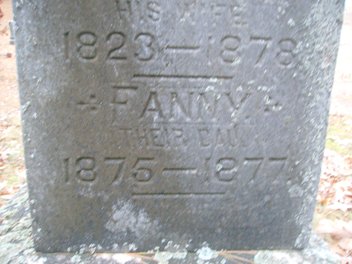 HIS WIFE
1823—1878
FANNY.
THEIR DAU.
1875—1877